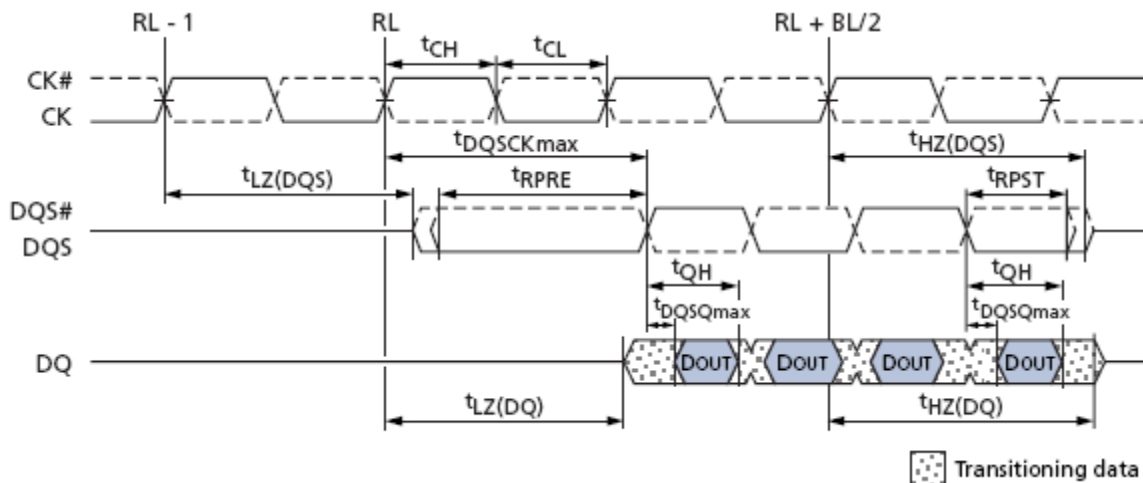 RL - 1 RL RL + BL/2
tCH tCL
CK#
CK
tDQSCKmax tHZ(DQS)
tLZ(DQS) tRPRE tRPST
DQS#
DQS
tQH tQH
tDQSQmax tDQSQmax
DQ DOUT DOUT DOUT DOUT
tLZ(DQ) tHZ(DQ)
Transitioning data